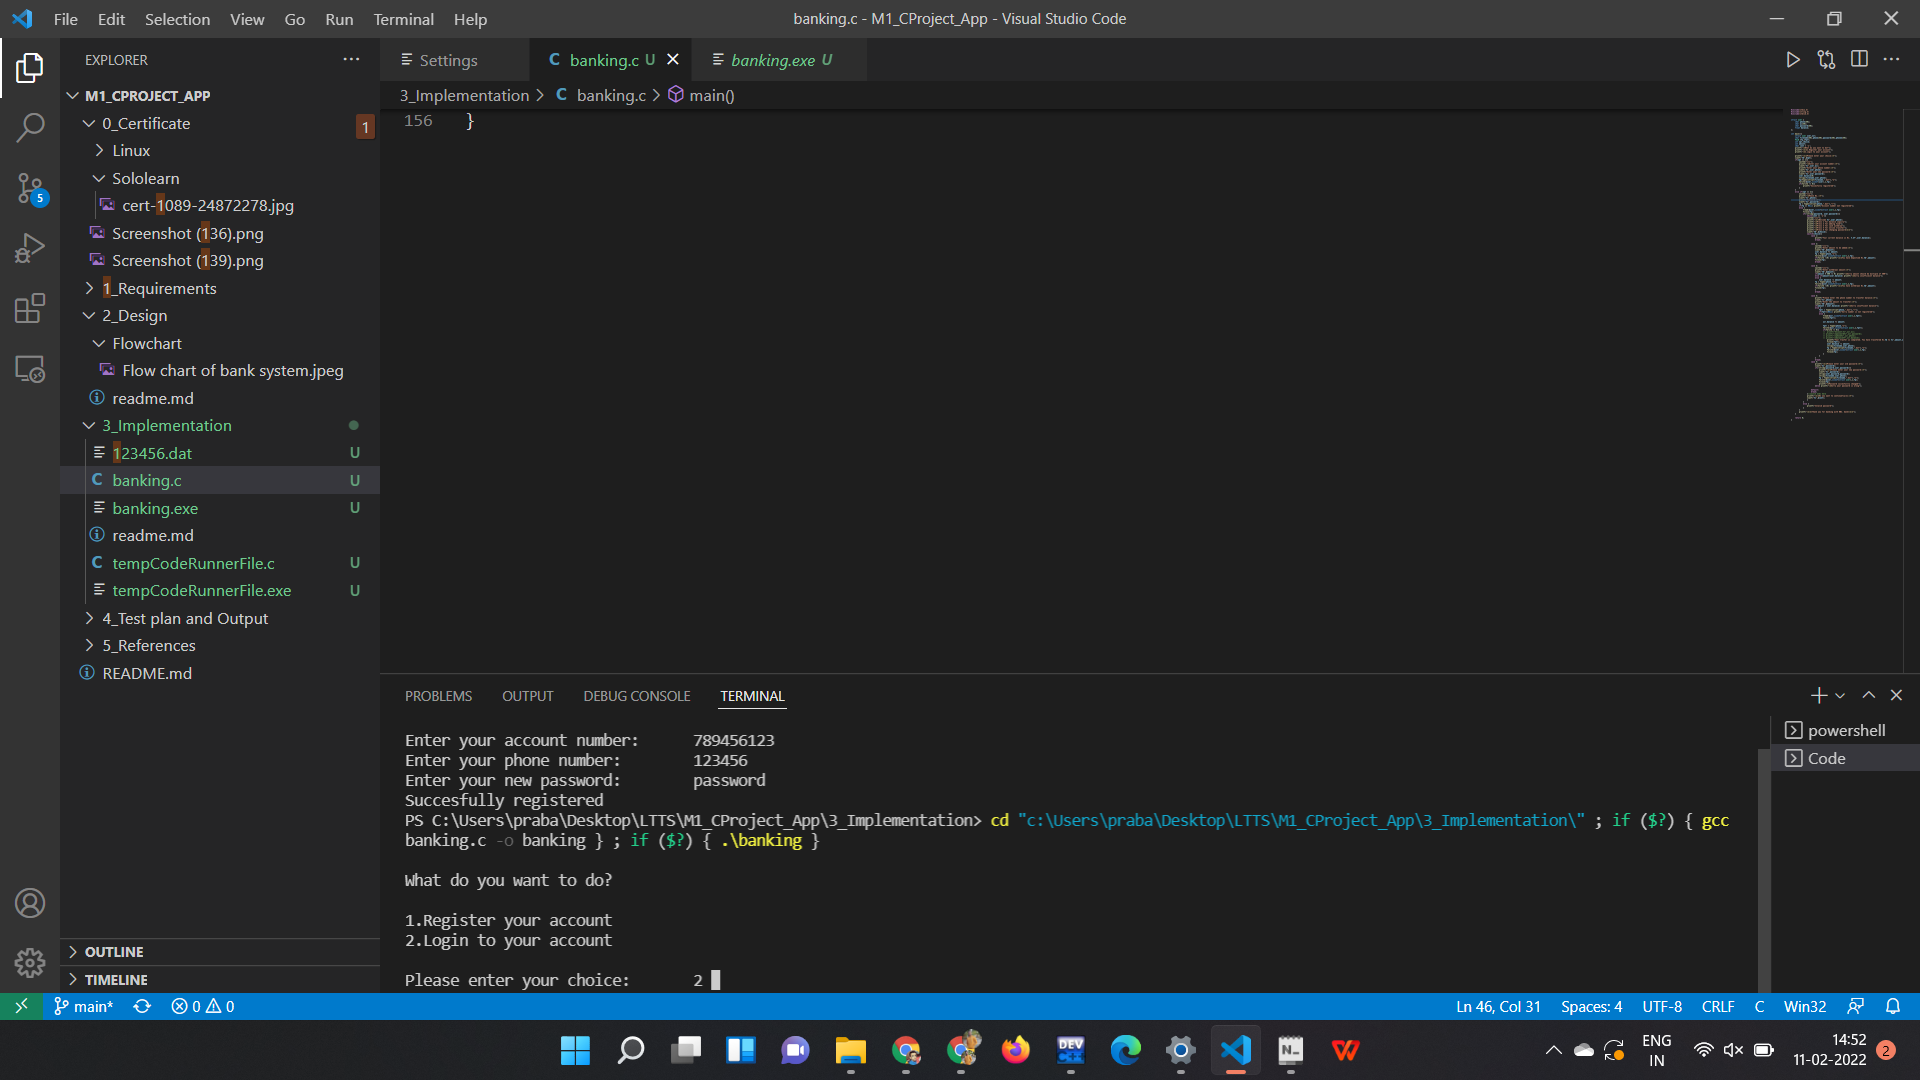 File Edit Selection View Go Run Terminal Help
banking.c - M1_CProject_App - Visual Studio Code
EXPLORER
M1_CPROJECT_APP
0_Certificate
1
Linux
Sololearn
cert-1089-24872278.jpg
Screenshot (136).png
Screenshot (139).png
1_Requirements
2_Design
Flowchart
Flow chart of bank system.jpeg
readme.md
3_Implementation
123456.dat U
banking.c U
banking.exe U
readme.md
tempCodeRunnerFile.c U
tempCodeRunnerFile.exe U
4_Test plan and Output
5_References
README.md
OUTLINE
TIMELINE
5
Settings
C banking.c U
banking.exe U
3_Implementation > C banking.c > main()
156 }
PROBLEMS OUTPUT DEBUG CONSOLE TERMINAL
Enter your account number: 789456123
Enter your phone number: 123456
Enter your new password: password
Succesfully registered
PS C:\Users\praba\Desktop\LTTS\M1_CProject_App\3_Implementation> cd "c:\Users\praba\Desktop\LTTS\M1_CProject_App\3_Implementation\" ; if ($?) { gcc
banking.c -o banking } ; if ($?) { .\banking }
What do you want to do?
1.Register your account
2.Login to your account
Please enter your choice: 2
powershell
Code
main* 0 0
Ln 46, Col 31 Spaces: 4 UTF-8 CRLF C Win32
DEV
N
W
ENG
IN
14:52
11-02-2022
2